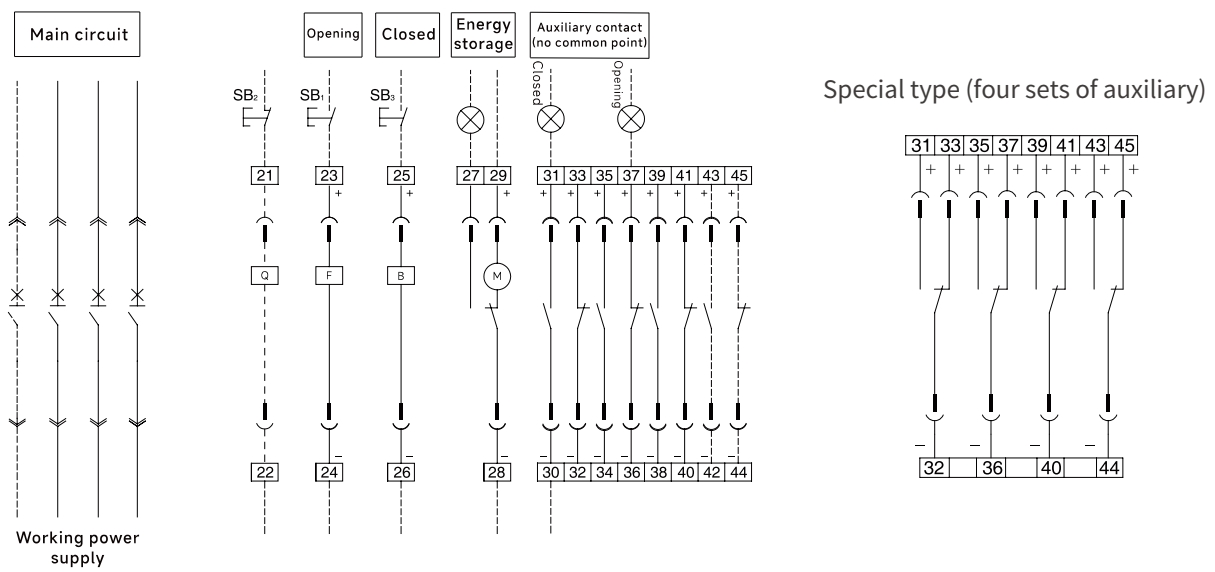 Main circuit
Opening
Closed
Energy
storage
Auxiliary contact
(no common point)
Closed
Opening
SB₂
SB₁
SB₃
21
23
25
27 29
31 33 35 37 39 41 43 45
+ + + + + + + + + + +
Q
F
B
M
− − − − − − − − − − −
22
24
26
28
30 32 34 36 38 40 42 44
Working power
supply
Special type (four sets of auxiliary)
31 33 35 37 39 41 43 45
+ + + + + + + +
− − − −
32 36 40 44